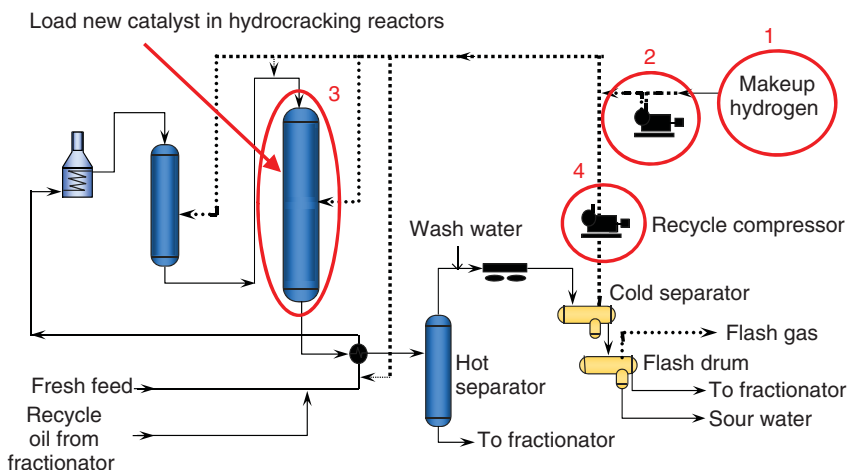 Load new catalyst in hydrocracking reactors
1
2
Makeup
hydrogen
3
4
Recycle compressor
Wash water
Cold separator
Flash gas
Hot
separator
Flash drum
Fresh feed
To fractionator
Recycle
oil from
fractionator
Sour water
To fractionator